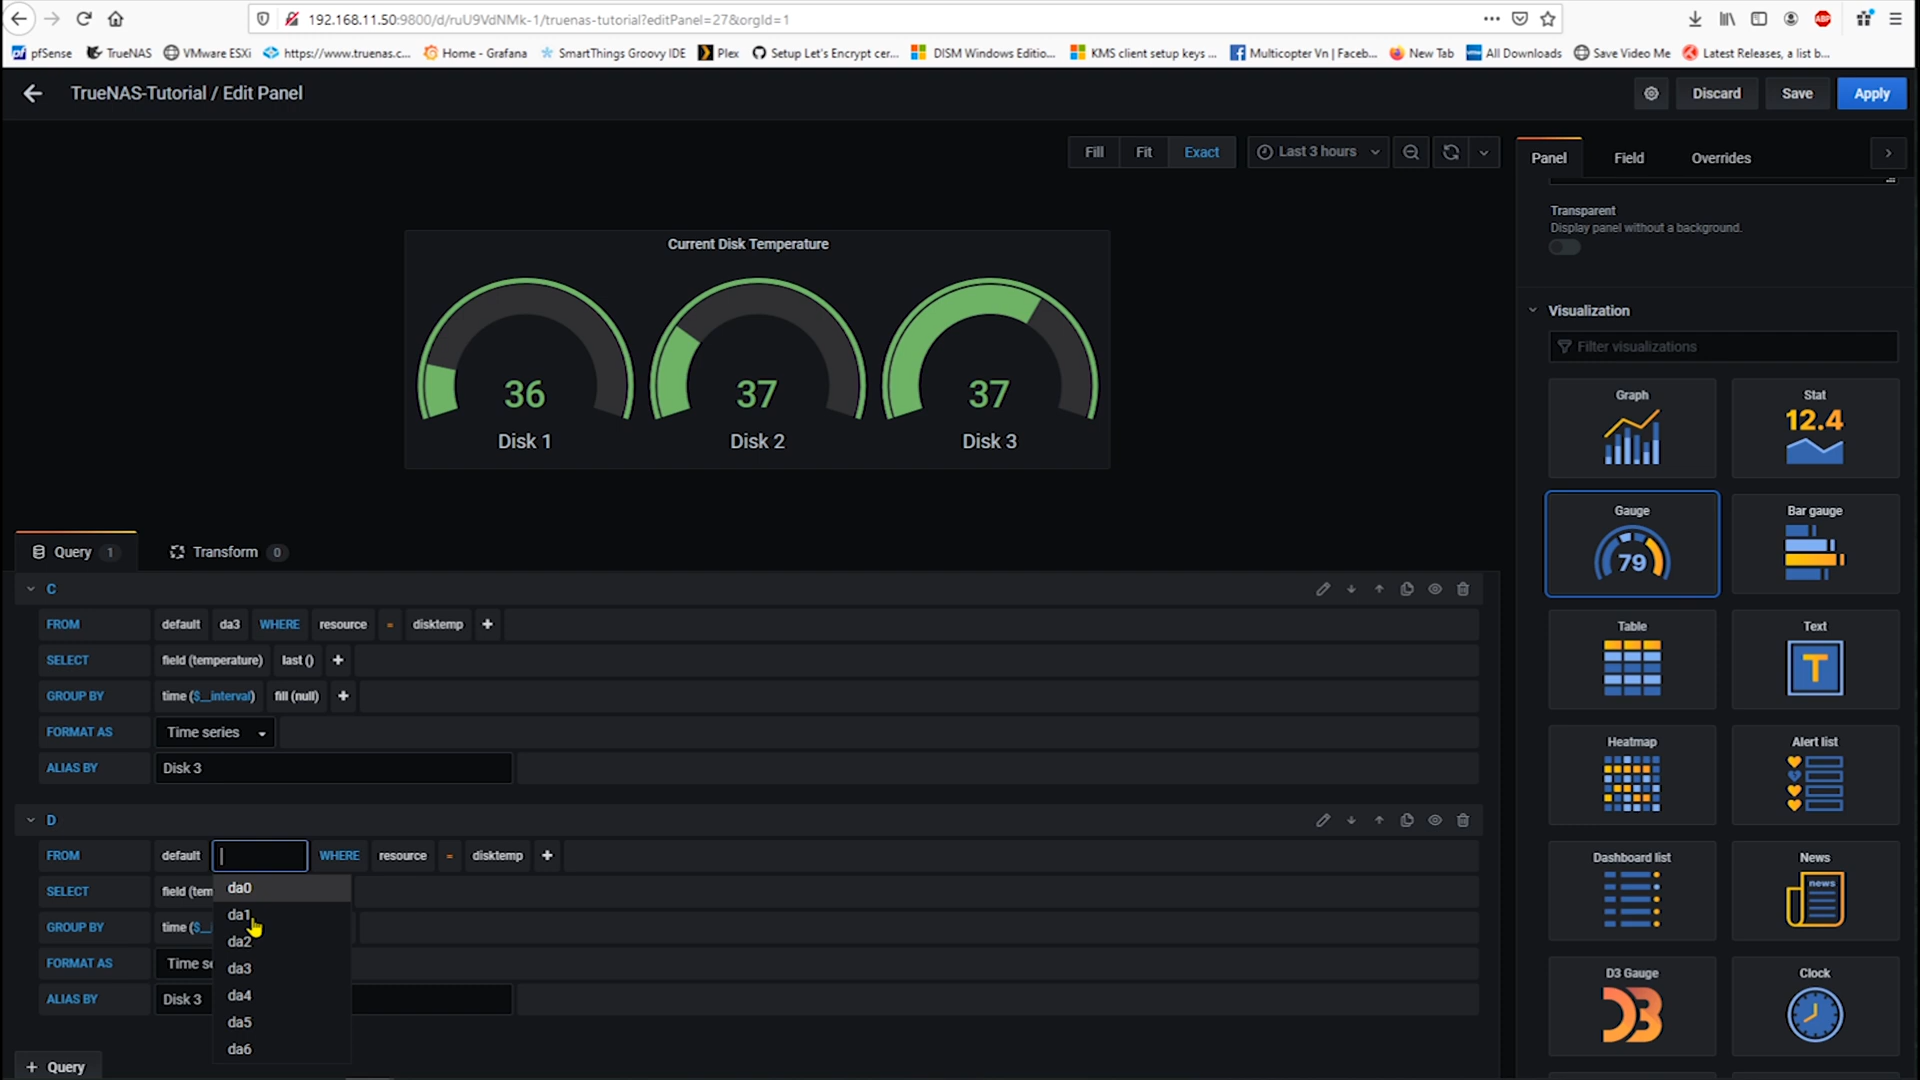 192.168.11.50:9800/d/ruU9VdNMk-1/truenas-tutorial?editPanel=27&orgId=1
ABP
pf pfSense TrueNAS VMware ESXi https://www.truenas.c... Home - Grafana SmartThings Groovy IDE Plex Setup Let's Encrypt cer... DISM Windows Editio... KMS client setup keys ... Multicopter Vn | Faceb... New Tab All Downloads Save Video Me Latest Releases, a list b...
TrueNAS-Tutorial / Edit Panel
Discard Save Apply
Fill Fit Exact Last 3 hours
Panel Field Overrides
Transparent
Display panel without a background.
Current Disk Temperature
36 37 37
Disk 1 Disk 2 Disk 3
Visualization
Filter visualizations
Graph Stat
12.4
Gauge Bar gauge
79
Table Text
T
Heatmap Alert list
Dashboard list News
news
D3 Gauge Clock
Query 1 Transform 0
C
FROM default da3 WHERE resource = disktemp +
SELECT field (temperature) last () +
GROUP BY time ($__interval) fill (null) +
FORMAT AS Time series
ALIAS BY Disk 3
D
FROM default WHERE resource = disktemp +
SELECT field (tem
GROUP BY time ($__
FORMAT AS Time se
ALIAS BY Disk 3
da0
da1
da2
da3
da4
da5
da6
+ Query